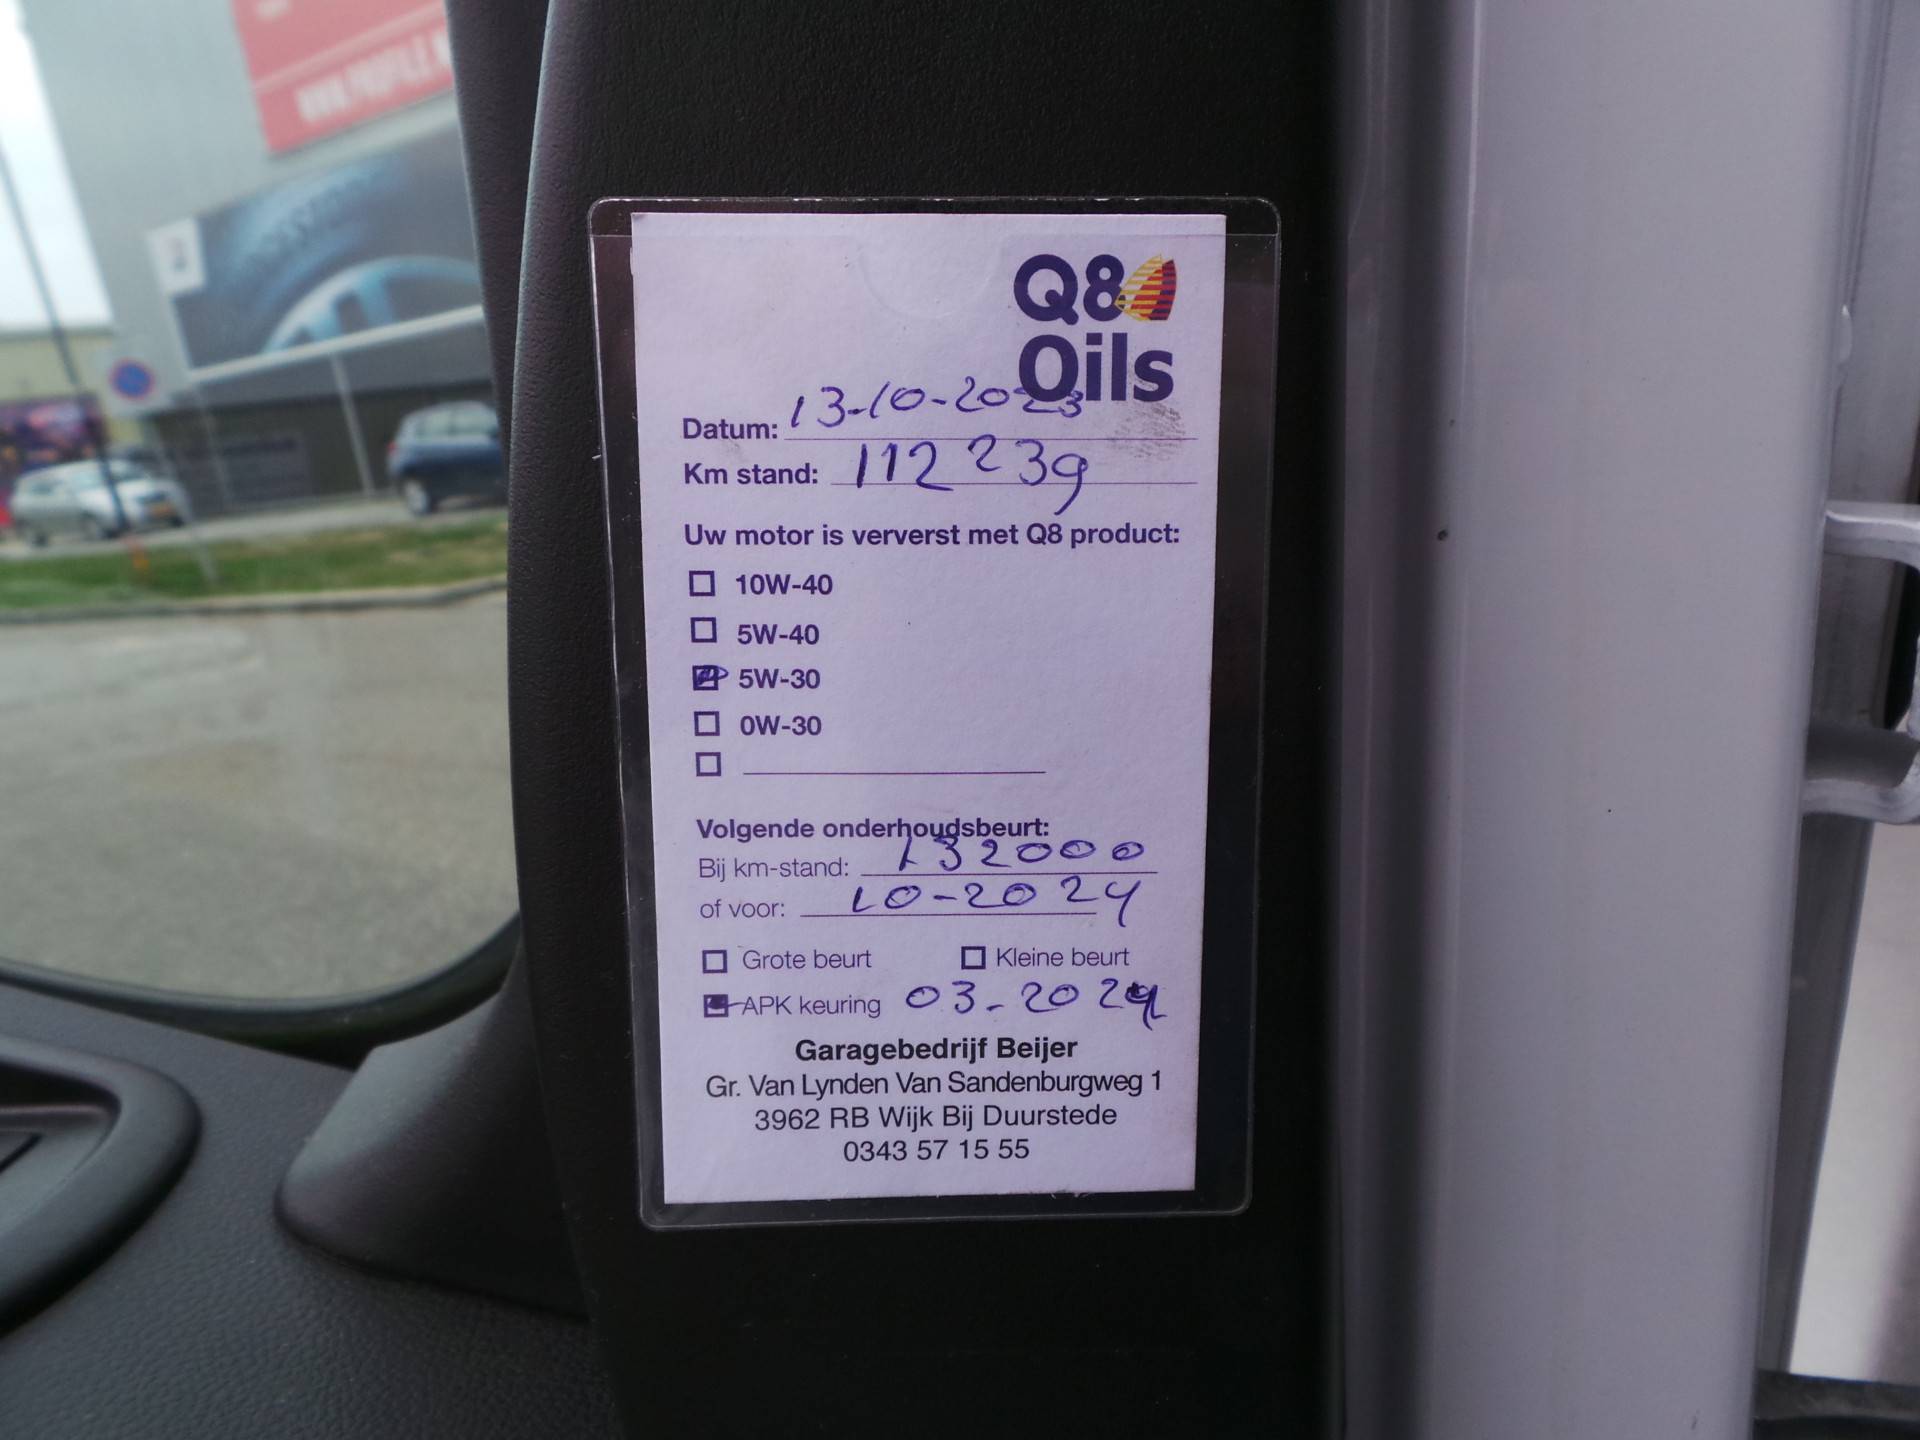 WWW.PROFILE.N
Q8
Oils
Datum: 13-10-2023
Km stand: 112239
Uw motor is ververst met Q8 product:
10W-40
5W-40
5W-30
0W-30
Volgende onderhoudsbeurt:
Bij km-stand: 132000
of voor: 10-2024
Grote beurt Kleine beurt
APK keuring 03-2024
Garagebedrijf Beijer
Gr. Van Lynden Van Sandenburgweg 1
3962 RB Wijk Bij Duurstede
0343 57 15 55